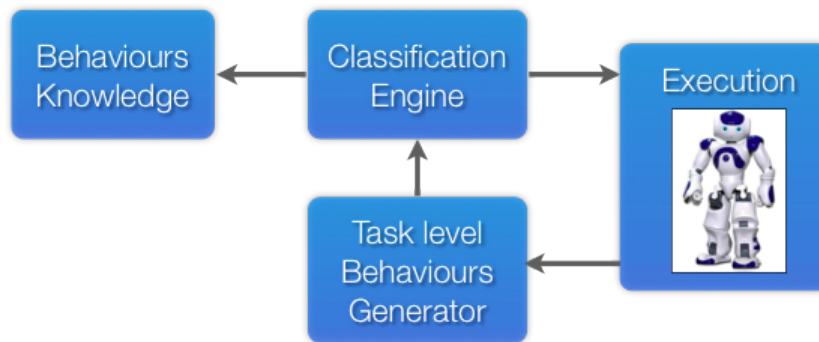 Behaviours
Knowledge
Classification
Engine
Execution
Task level
Behaviours
Generator